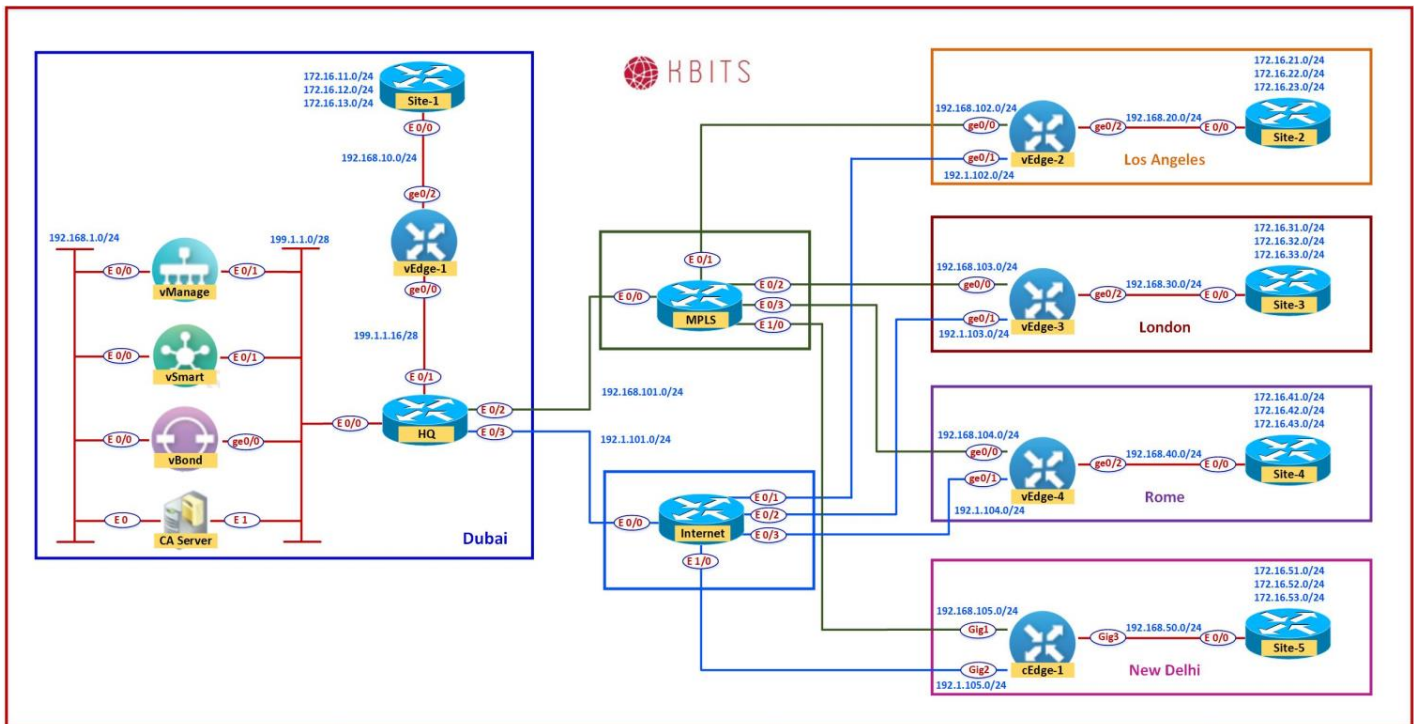 KBITS
172.16.11.0/24
172.16.12.0/24
172.16.13.0/24
Site-1
E 0/0
192.168.10.0/24
ge0/2
vEdge-1
ge0/0
199.1.1.16/28
E 0/1
HQ
E 0/0
E 0/2
E 0/3
192.168.1.0/24
199.1.1.0/28
E 0/0
vManage
E 0/1
E 0/0
vSmart
E 0/1
E 0/0
vBond
ge0/0
E 0
CA Server
E 1
Dubai
192.168.101.0/24
192.1.101.0/24
E 0/1
E 0/0
MPLS
E 0/2
E 0/3
E 1/0
E 0/0
Internet
E 0/1
E 0/2
E 0/3
E 1/0
172.16.21.0/24
172.16.22.0/24
172.16.23.0/24
192.168.102.0/24
ge0/0
ge0/1
192.1.102.0/24
vEdge-2
ge0/2
192.168.20.0/24
E 0/0
Site-2
Los Angeles
172.16.31.0/24
172.16.32.0/24
172.16.33.0/24
192.168.103.0/24
ge0/0
ge0/1
192.1.103.0/24
vEdge-3
ge0/2
192.168.30.0/24
E 0/0
Site-3
London
172.16.41.0/24
172.16.42.0/24
172.16.43.0/24
192.168.104.0/24
ge0/0
ge0/1
192.1.104.0/24
vEdge-4
ge0/2
192.168.40.0/24
E 0/0
Site-4
Rome
172.16.51.0/24
172.16.52.0/24
172.16.53.0/24
192.168.105.0/24
Gig1
Gig2
192.1.105.0/24
cEdge-1
Gig3
192.168.50.0/24
E 0/0
Site-5
New Delhi